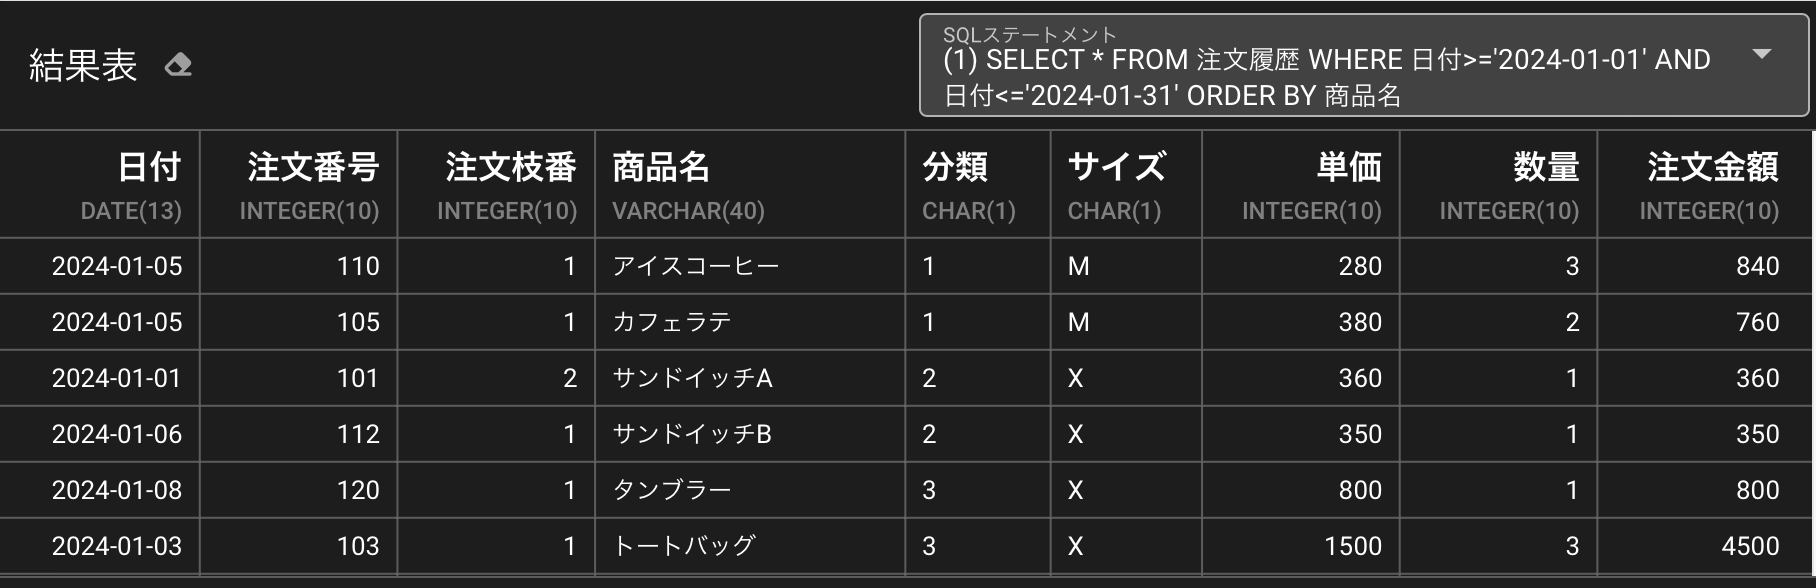 結果表
SQLステートメント
(1) SELECT * FROM 注文履歴 WHERE 日付>='2024-01-01' AND
日付<='2024-01-31' ORDER BY 商品名
日付 注文番号 注文枝番 商品名 分類 サイズ 単価 数量 注文金額
DATE(13) INTEGER(10) INTEGER(10) VARCHAR(40) CHAR(1) CHAR(1) INTEGER(10) INTEGER(10) INTEGER(10)
2024-01-05 110 1 アイスコーヒー 1 M 280 3 840
2024-01-05 105 1 カフェラテ 1 M 380 2 760
2024-01-01 101 2 サンドイッチA 2 X 360 1 360
2024-01-06 112 1 サンドイッチB 2 X 350 1 350
2024-01-08 120 1 タンブラー 3 X 800 1 800
2024-01-03 103 1 トートバッグ 3 X 1500 3 4500